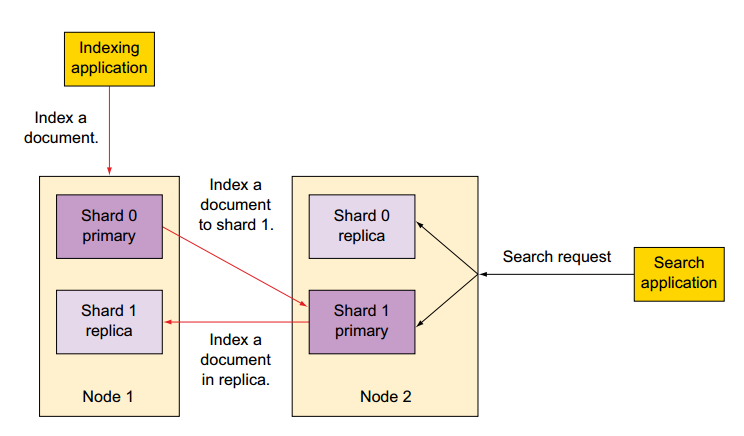 Indexing
application
Index a
document.
Index a
document
to shard 1.
Shard 0
primary
Shard 0
replica
Search request
Search
application
Shard 1
replica
Shard 1
primary
Index a
document
in replica.
Node 1
Node 2